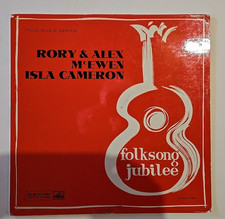 RORY & ALEX
McEWEN
ISLA CAMERON
folksong
jubilee